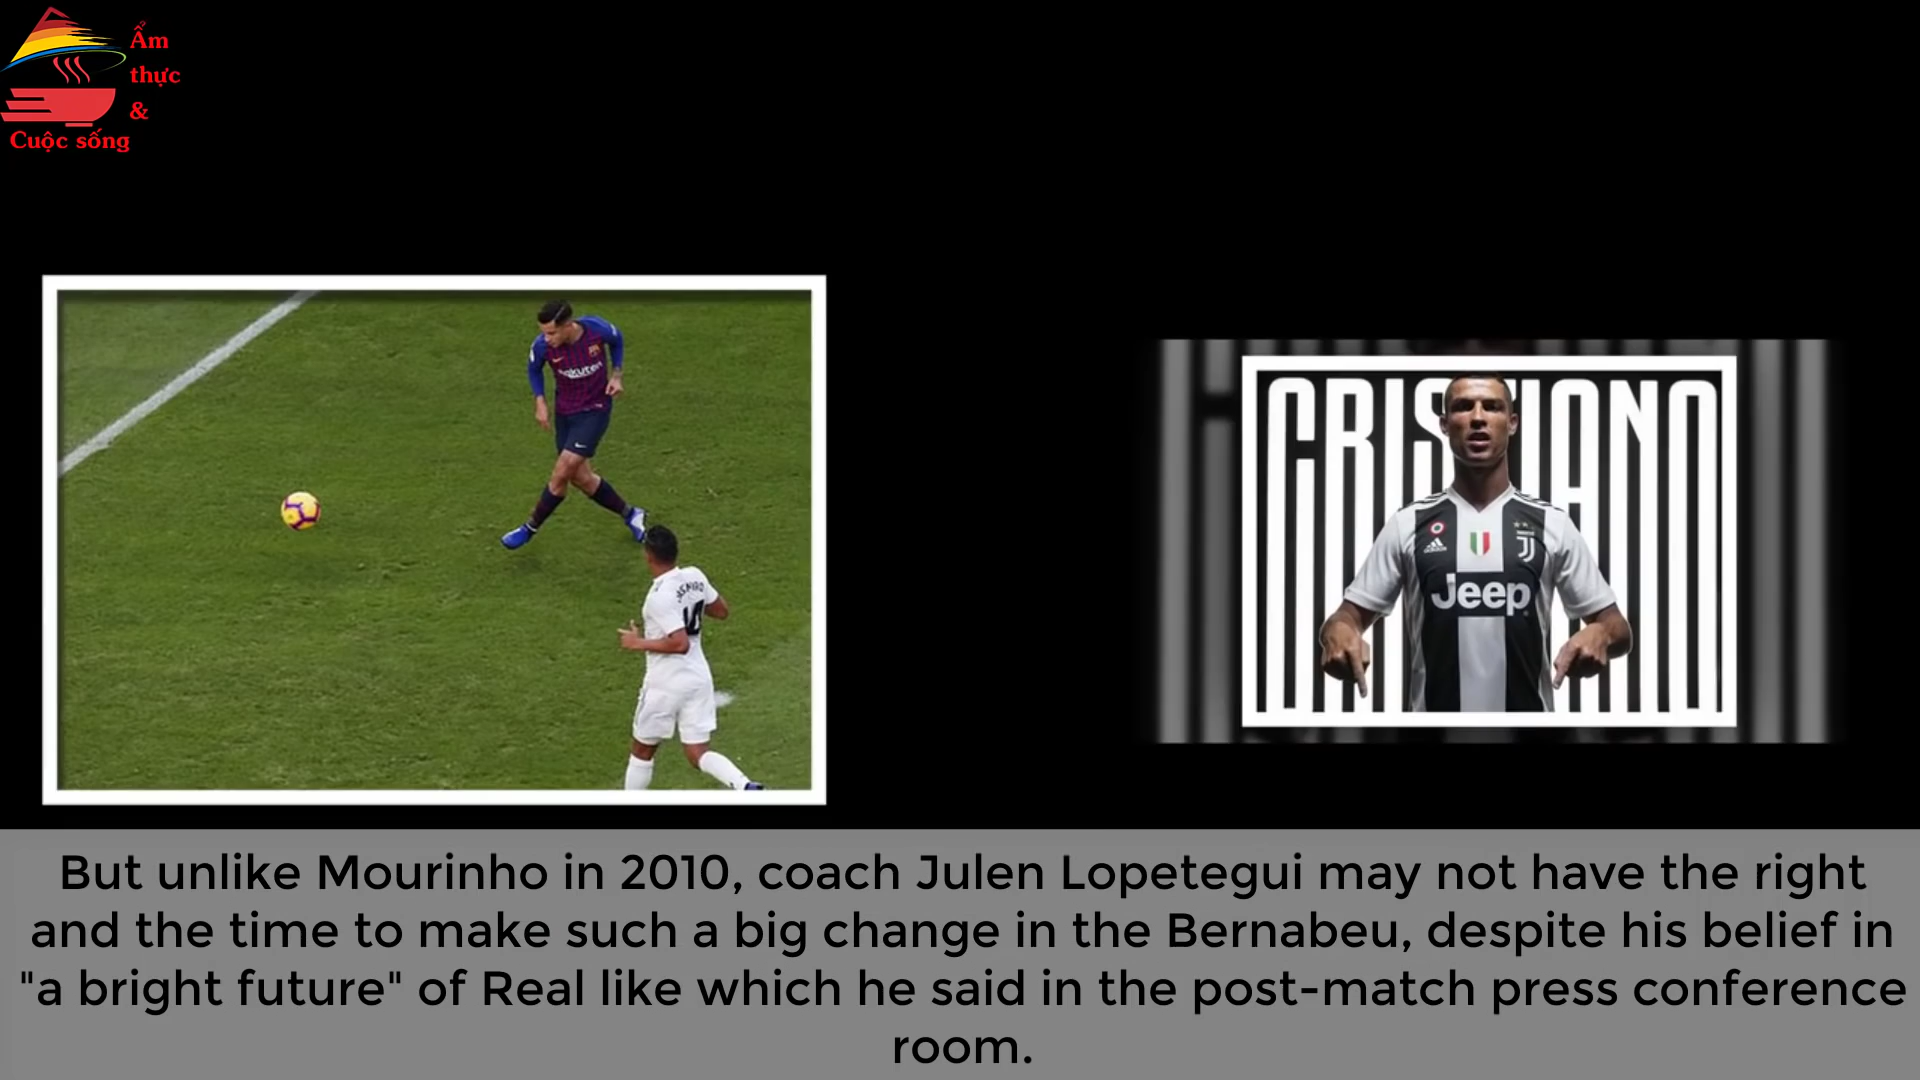 Ẩm
thực
&
Cuộc sống
Rakuten
CRISTIANO
Jeep
But unlike Mourinho in 2010, coach Julen Lopetegui may not have the right
and the time to make such a big change in the Bernabeu, despite his belief in
"a bright future" of Real like which he said in the post-match press conference
room.